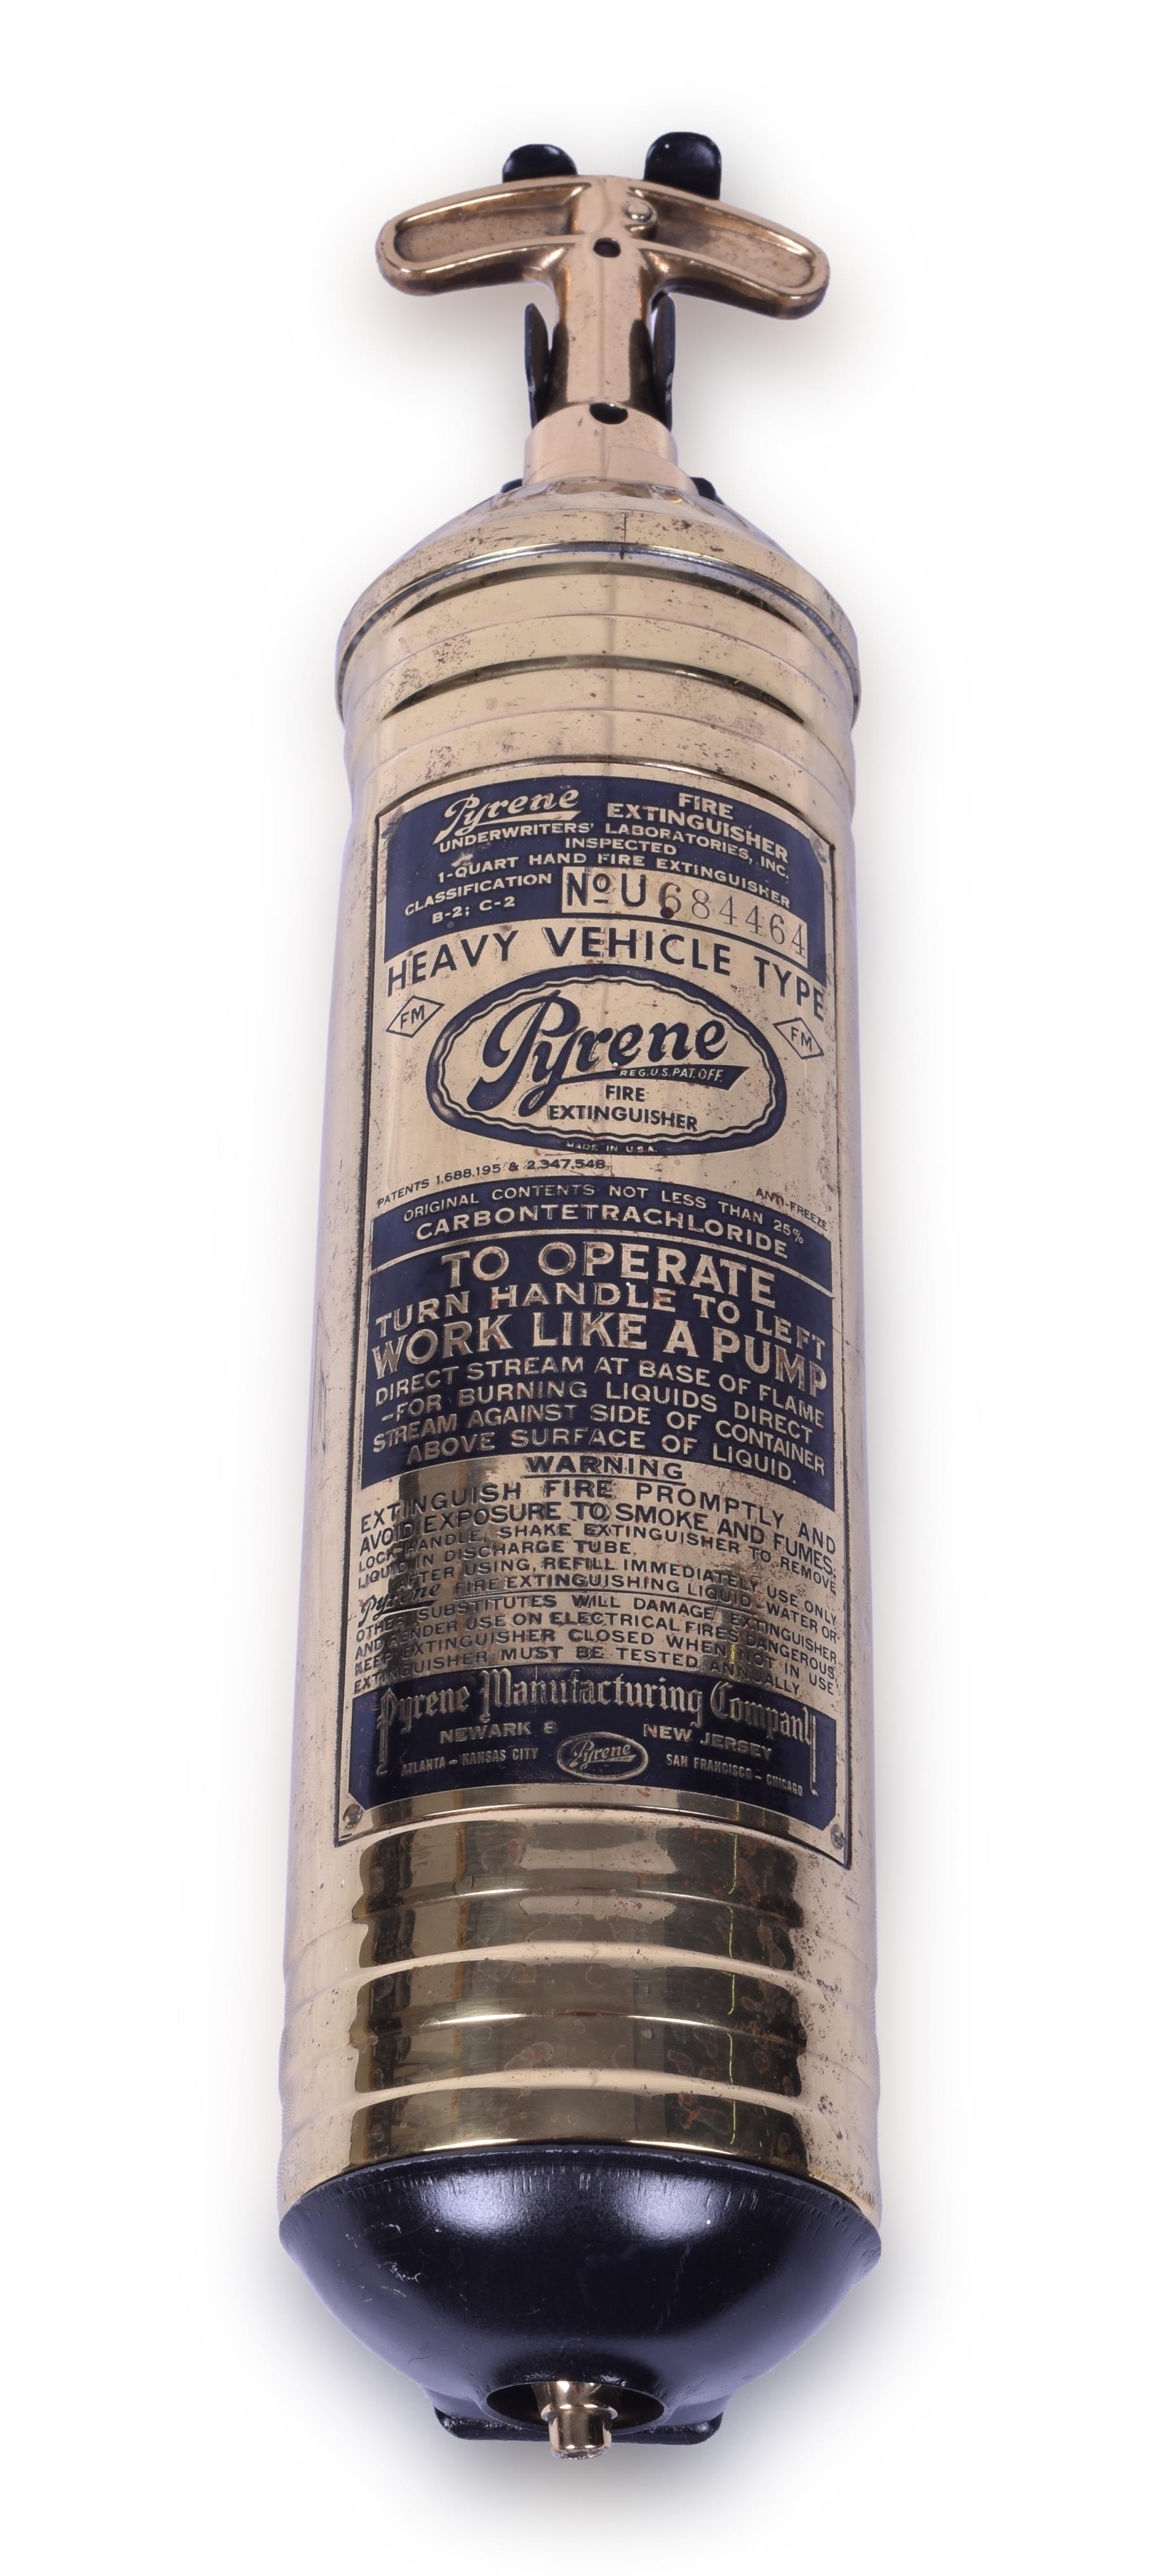 Pyrene FIRE EXTINGUISHER
UNDERWRITERS' LABORATORIES, INC.
INSPECTED
1-QUART HAND FIRE EXTINGUISHER
CLASSIFICATION
B-2; C-2
No U 684464
HEAVY VEHICLE TYPE
FM
FM
Pyrene
REG.U.S.PAT.OFF.
FIRE
EXTINGUISHER
MADE IN U.S.A.
PATENTS 1,688,195 & 2,347,548
ANTI-FREEZE
ORIGINAL CONTENTS NOT LESS THAN 25%
CARBONTETRACHLORIDE
TO OPERATE
TURN HANDLE TO LEFT
WORK LIKE A PUMP
DIRECT STREAM AT BASE OF FLAME
-FOR BURNING LIQUIDS DIRECT
STREAM AGAINST SIDE OF CONTAINER
ABOVE SURFACE OF LIQUID.
WARNING
EXTINGUISH FIRE PROMPTLY AND
AVOID EXPOSURE TO SMOKE AND FUMES.
LOCK HANDLE, SHAKE EXTINGUISHER TO REMOVE
LIQUID IN DISCHARGE TUBE.
AFTER USING, REFILL IMMEDIATELY, USE ONLY
Pyrene FIRE EXTINGUISHING LIQUID-WATER OR
OTHER SUBSTITUTES WILL DAMAGE EXTINGUISHER
AND RENDER USE ON ELECTRICAL FIRES DANGEROUS.
KEEP EXTINGUISHER CLOSED WHEN NOT IN USE
EXTINGUISHER MUST BE TESTED ANNUALLY
Pyrene Manufacturing Company
NEWARK 8 NEW JERSEY
ATLANTA - KANSAS CITY Pyrene SAN FRANCISCO - CHICAGO